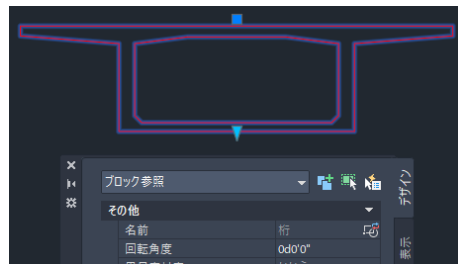 ブロック参照
その他
名前 桁
回転角度 0d0'0"
デザイン
表示